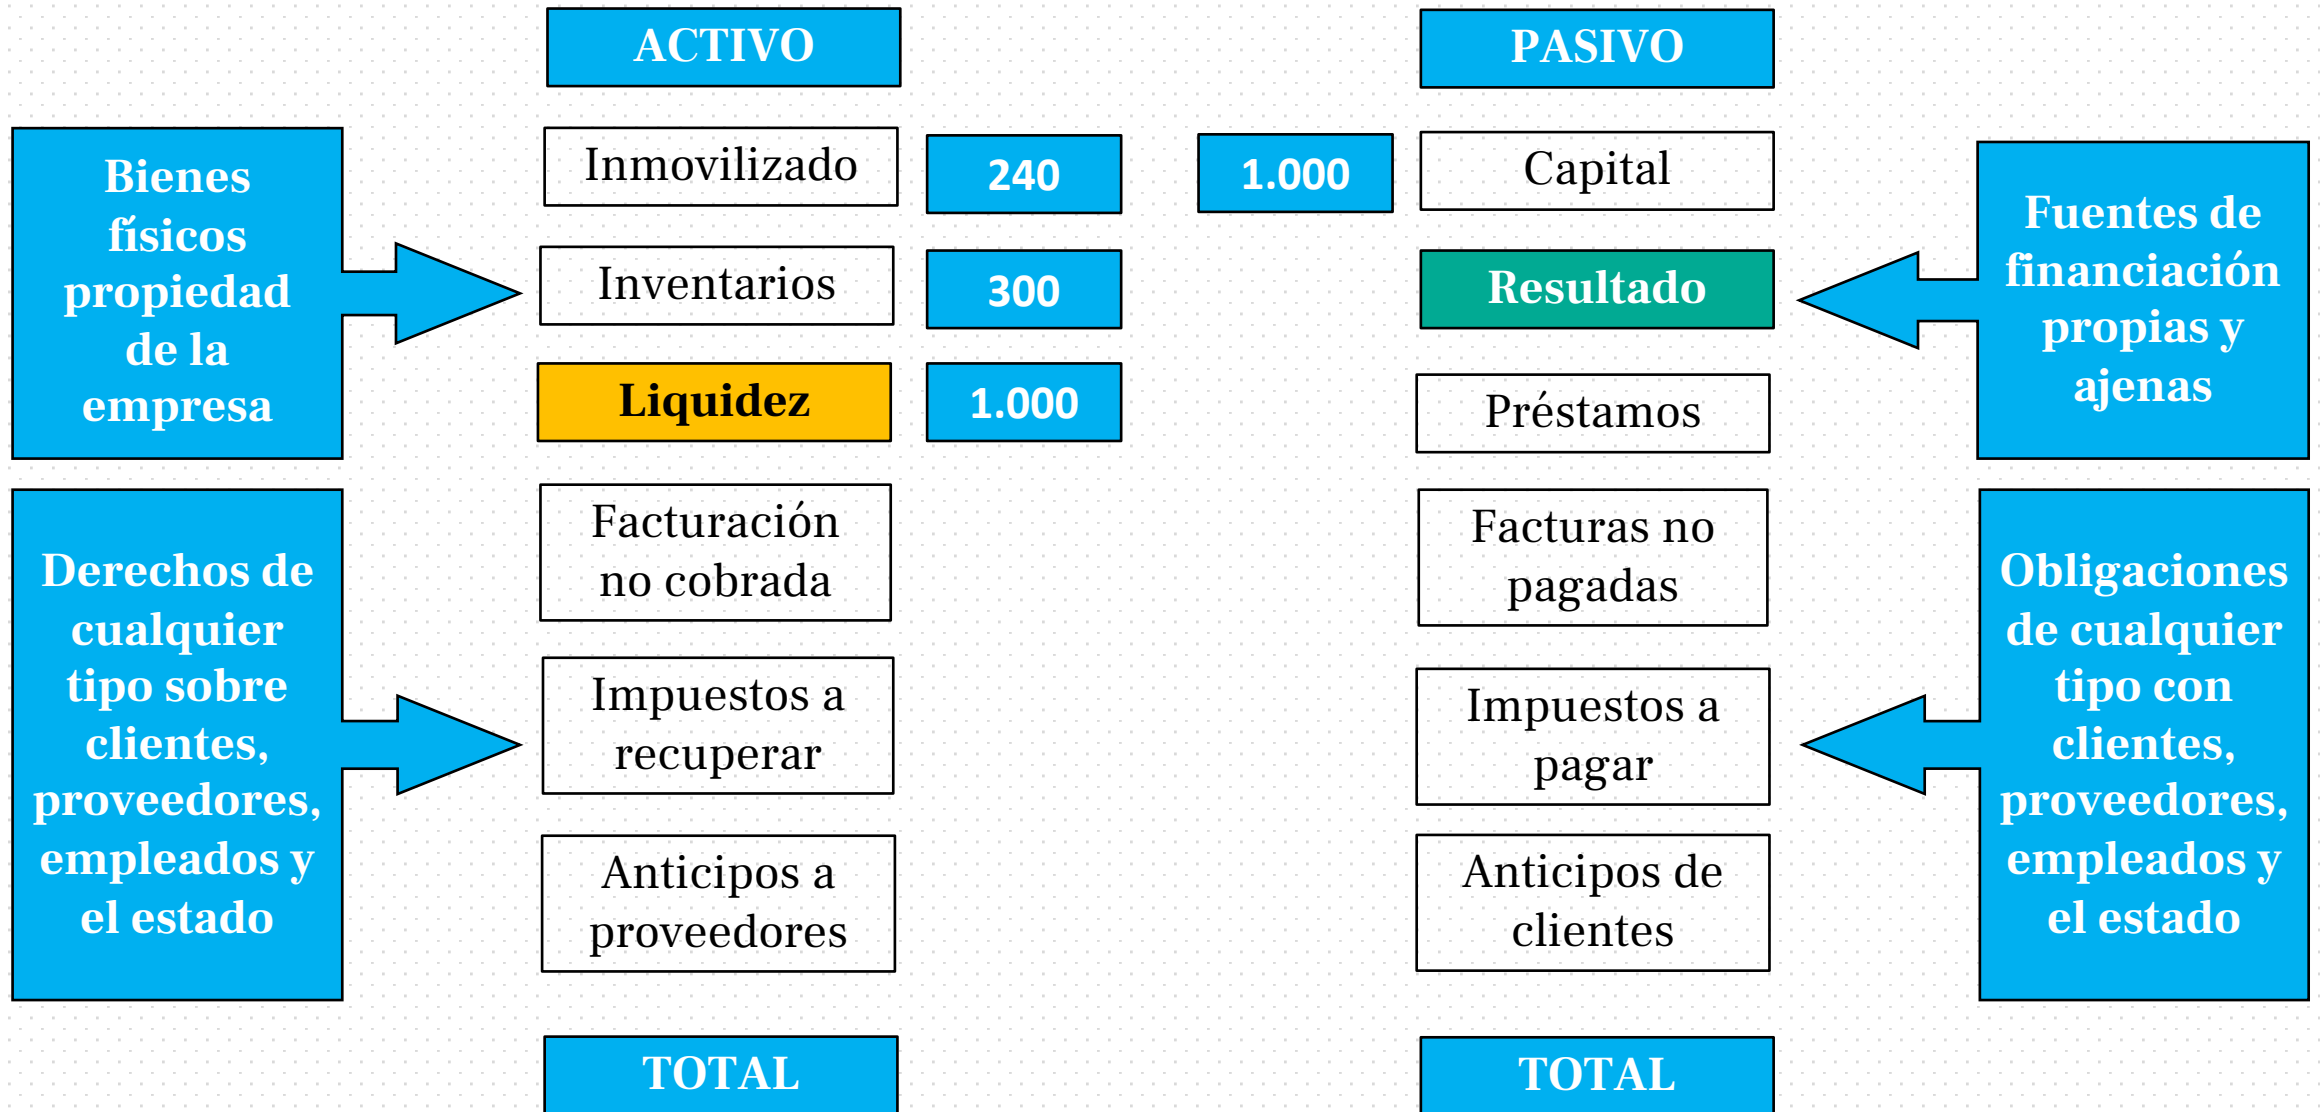 ACTIVO
PASIVO
Bienes
físicos
propiedad
de la
empresa
Inmovilizado
240
1.000
Capital
Fuentes de
financiación
propias y
ajenas
Inventarios
300
Resultado
Liquidez
1.000
Préstamos
Derechos de
cualquier
tipo sobre
clientes,
proveedores,
empleados y
el estado
Facturación
no cobrada
Facturas no
pagadas
Obligaciones
de cualquier
tipo con
clientes,
proveedores,
empleados y
el estado
Impuestos a
recuperar
Impuestos a
pagar
Anticipos a
proveedores
Anticipos de
clientes
TOTAL
TOTAL